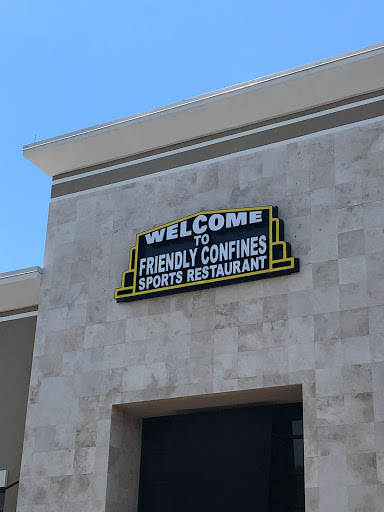 WELCOME
TO
FRIENDLY CONFINES
SPORTS RESTAURANT